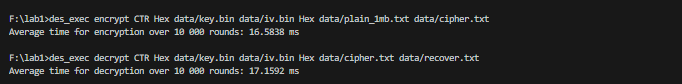 F:\lab1>des_exec encrypt CTR Hex data/key.bin data/iv.bin Hex data/plain_1mb.txt data/cipher.txt
Average time for encryption over 10 000 rounds: 16.5838 ms
F:\lab1>des_exec decrypt CTR Hex data/key.bin data/iv.bin Hex data/cipher.txt data/recover.txt
Average time for decryption over 10 000 rounds: 17.1592 ms